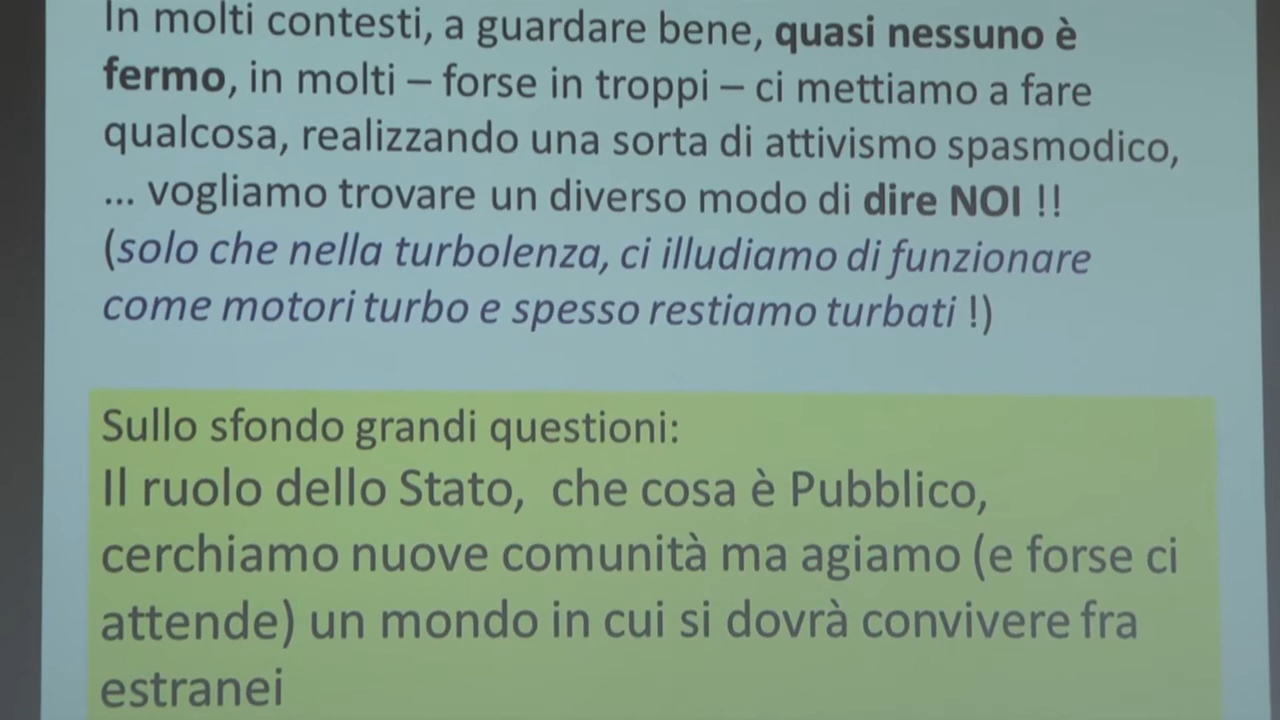 In molti contesti, a guardare bene, quasi nessuno è
fermo, in molti – forse in troppi – ci mettiamo a fare
qualcosa, realizzando una sorta di attivismo spasmodico,
... vogliamo trovare un diverso modo di dire NOI !!
(solo che nella turbolenza, ci illudiamo di funzionare
come motori turbo e spesso restiamo turbati !)
Sullo sfondo grandi questioni:
Il ruolo dello Stato, che cosa è Pubblico,
cerchiamo nuove comunità ma agiamo (e forse ci
attende) un mondo in cui si dovrà convivere fra
estranei